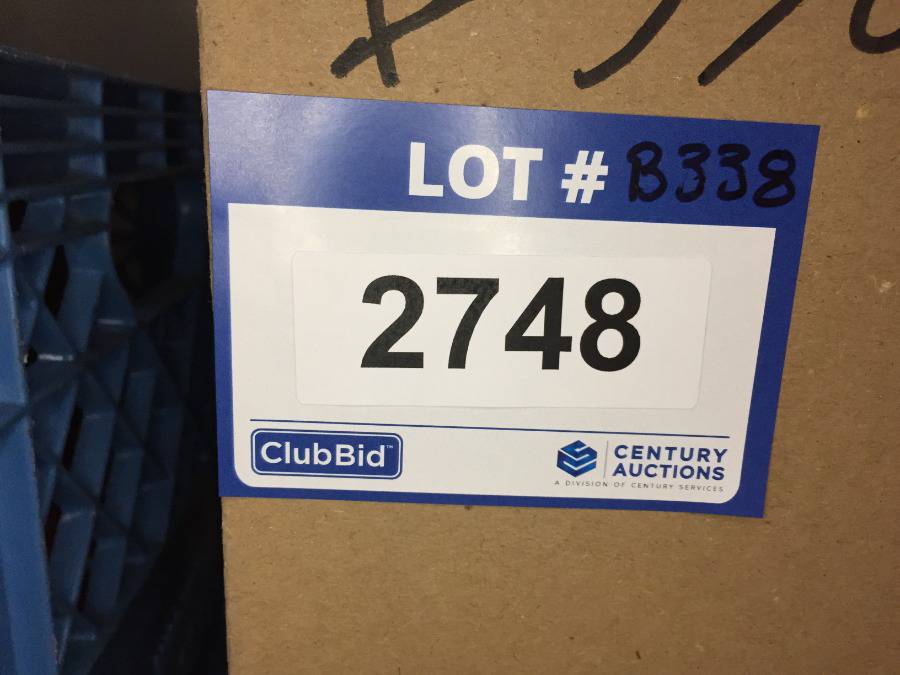 LOT # B338
2748
ClubBid™
CENTURY
AUCTIONS
A DIVISION OF CENTURY SERVICES